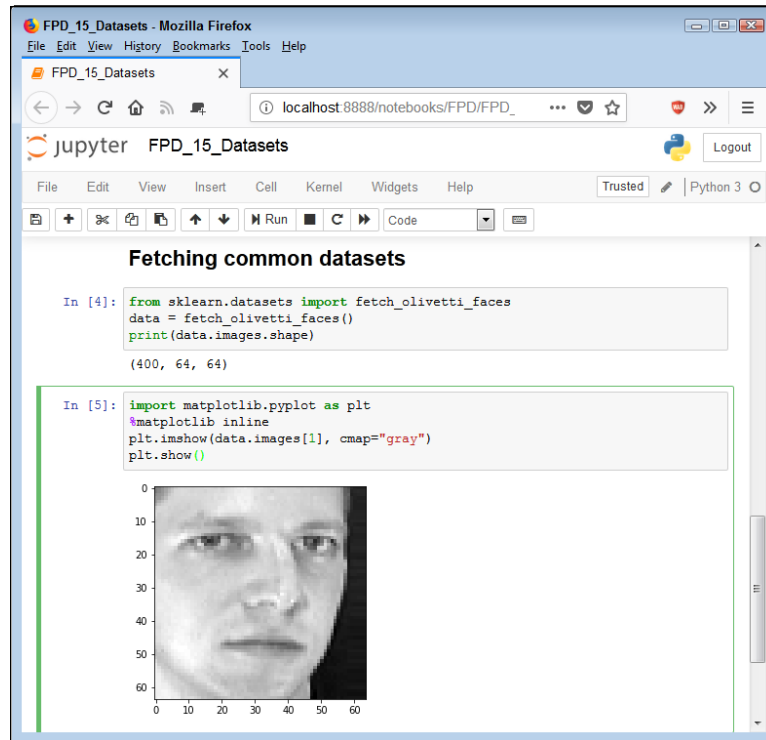 FPD_15_Datasets - Mozilla Firefox
File Edit View History Bookmarks Tools Help
FPD_15_Datasets
localhost:8888/notebooks/FPD/FPD_
jupyter FPD_15_Datasets
Logout
File Edit View Insert Cell Kernel Widgets Help
Trusted Python 3
Run Code
Fetching common datasets
In [4]: from sklearn.datasets import fetch_olivetti_faces
data = fetch_olivetti_faces()
print(data.images.shape)
(400, 64, 64)
In [5]: import matplotlib.pyplot as plt
%matplotlib inline
plt.imshow(data.images[1], cmap="gray")
plt.show()
0
10
20
30
40
50
60
0 10 20 30 40 50 60